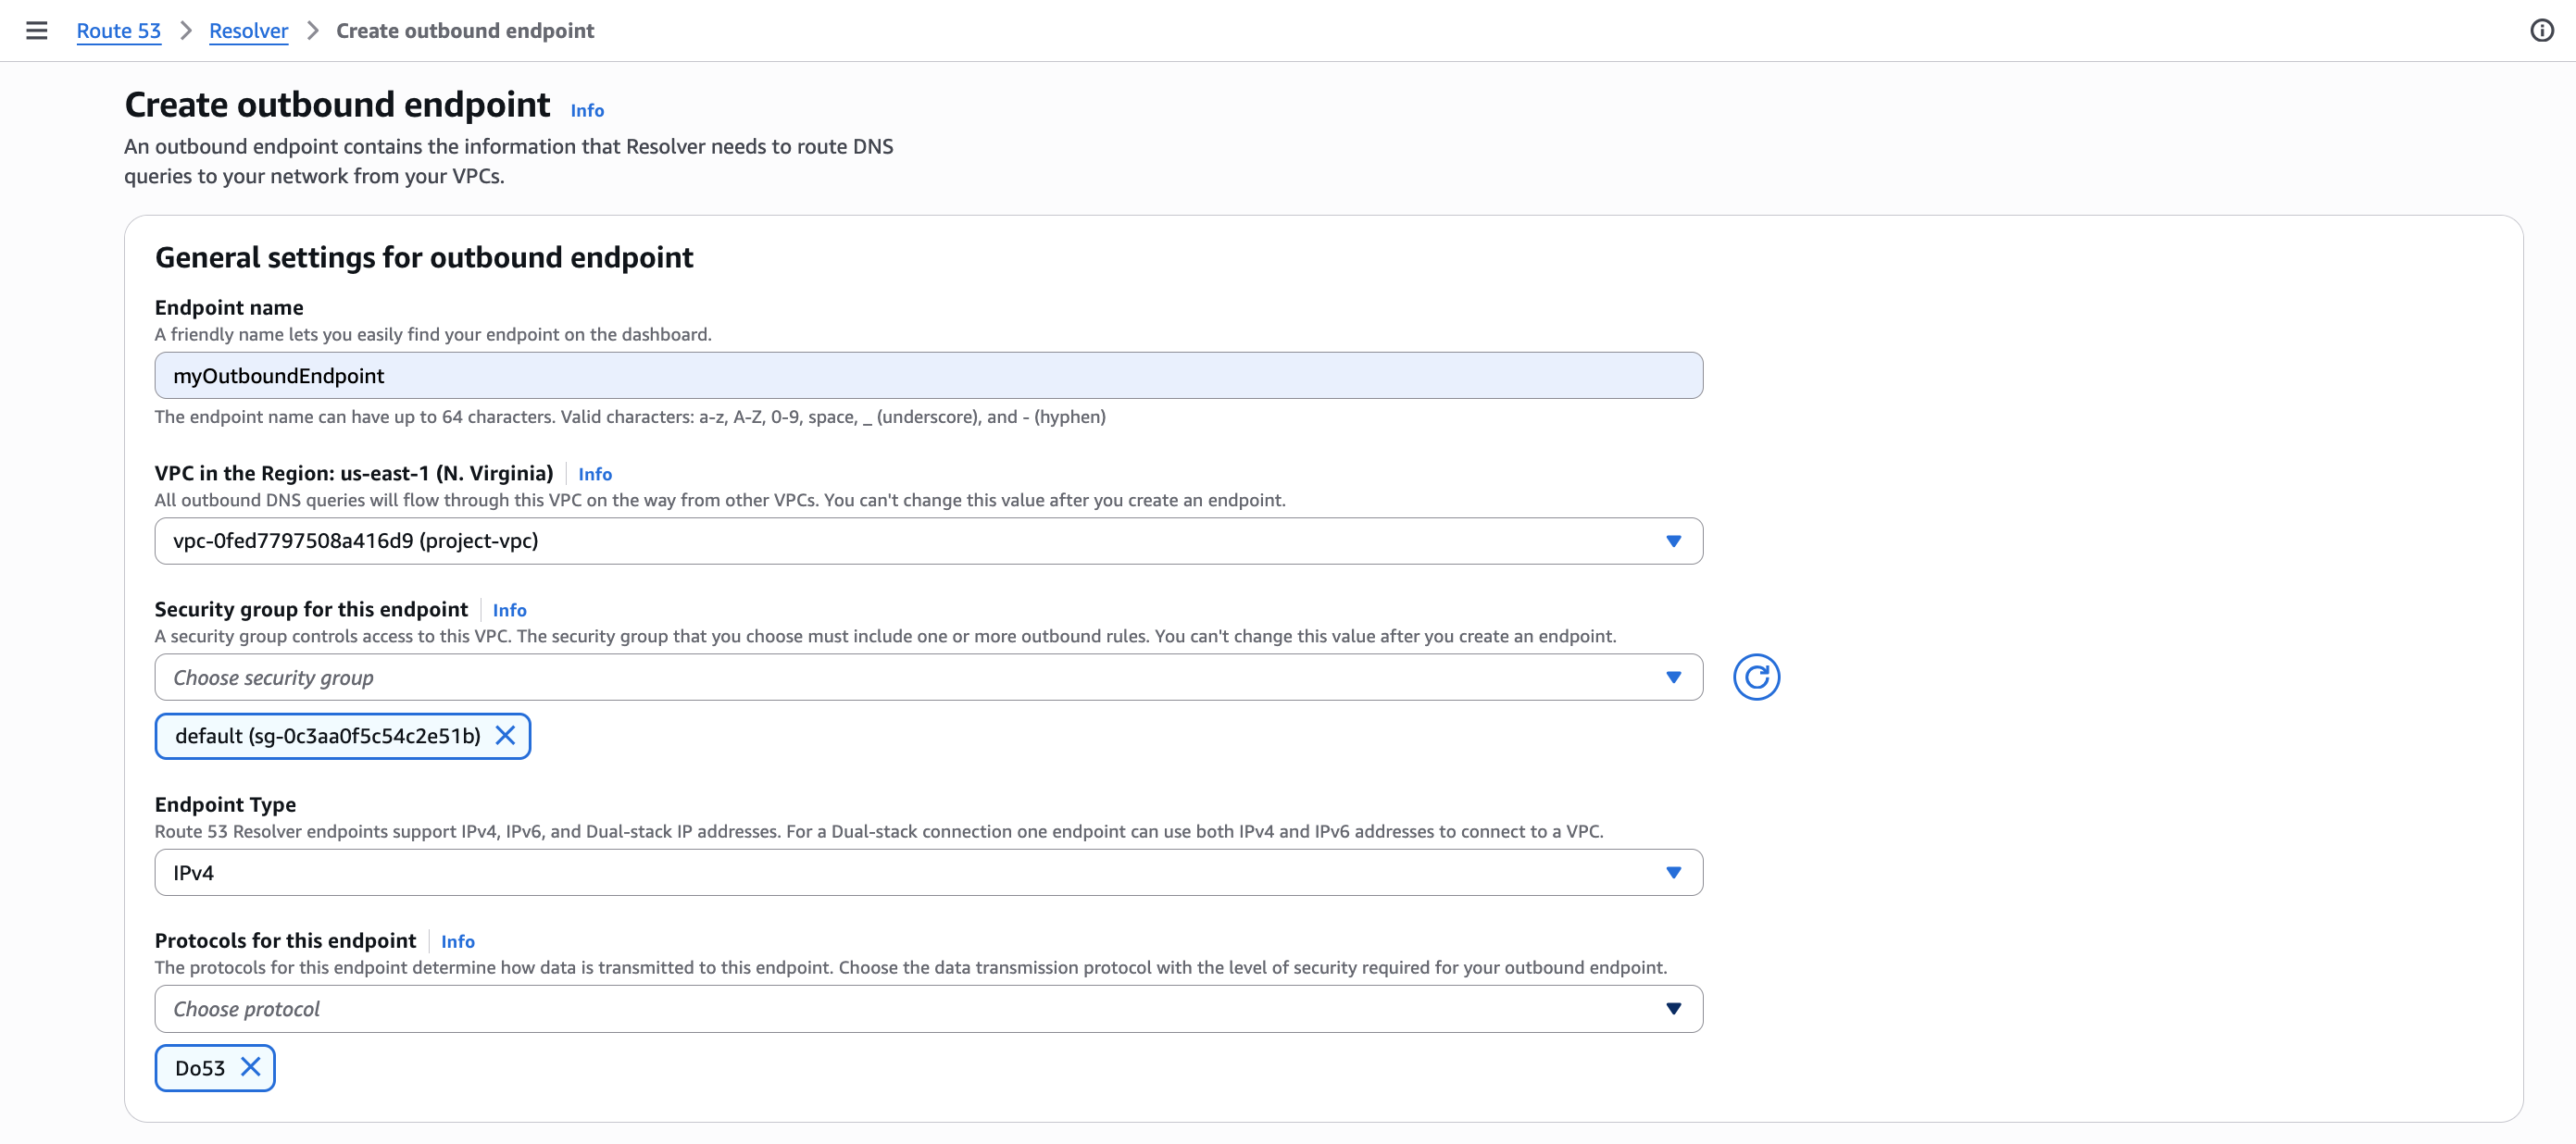 Route 53 > Resolver > Create outbound endpoint
Create outbound endpoint Info
An outbound endpoint contains the information that Resolver needs to route DNS
queries to your network from your VPCs.
General settings for outbound endpoint
Endpoint name
A friendly name lets you easily find your endpoint on the dashboard.
myOutboundEndpoint
The endpoint name can have up to 64 characters. Valid characters: a-z, A-Z, 0-9, space, _ (underscore), and - (hyphen)
VPC in the Region: us-east-1 (N. Virginia) Info
All outbound DNS queries will flow through this VPC on the way from other VPCs. You can't change this value after you create an endpoint.
vpc-0fed7797508a416d9 (project-vpc)
Security group for this endpoint Info
A security group controls access to this VPC. The security group that you choose must include one or more outbound rules. You can't change this value after you create an endpoint.
Choose security group
default (sg-0c3aa0f5c54c2e51b)
Endpoint Type
Route 53 Resolver endpoints support IPv4, IPv6, and Dual-stack IP addresses. For a Dual-stack connection one endpoint can use both IPv4 and IPv6 addresses to connect to a VPC.
IPv4
Protocols for this endpoint Info
The protocols for this endpoint determine how data is transmitted to this endpoint. Choose the data transmission protocol with the level of security required for your outbound endpoint.
Choose protocol
Do53